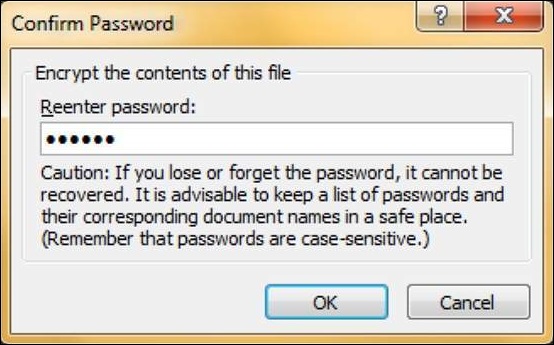 Confirm Password
?
Encrypt the contents of this file
Reenter password:
••••••
Caution: If you lose or forget the password, it cannot be
recovered. It is advisable to keep a list of passwords and
their corresponding document names in a safe place.
(Remember that passwords are case-sensitive.)
OK
Cancel